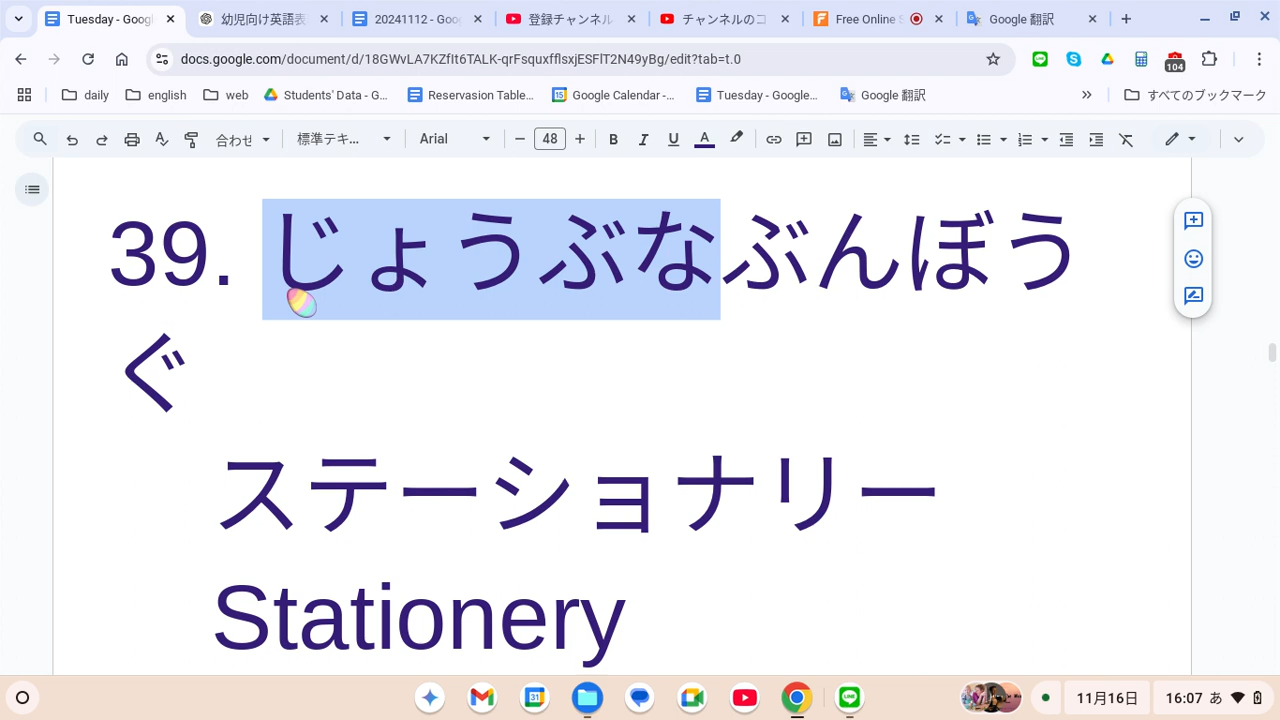 Tuesday - Goog
幼児向け英語表
20241112 - Goo
登録チャンネル
チャンネルのコ
Free Online S
Google 翻訳
docs.google.com/document/d/18GWrLA7KZfIt6TALK-qrFsquxfflsxjESFlT2N49yBg/edit?tab=t.0
104
daily
english
web
Students' Data - G...
Reservasion Table...
Google Calendar -...
Tuesday - Google...
Google 翻訳
すべてのブックマーク
合わせ
標準テキ...
Arial
48
B I U A
39. じょうぶなぶんぼう
ぐ
ステーショナリー
Stationery
11月16日
16:07 あ